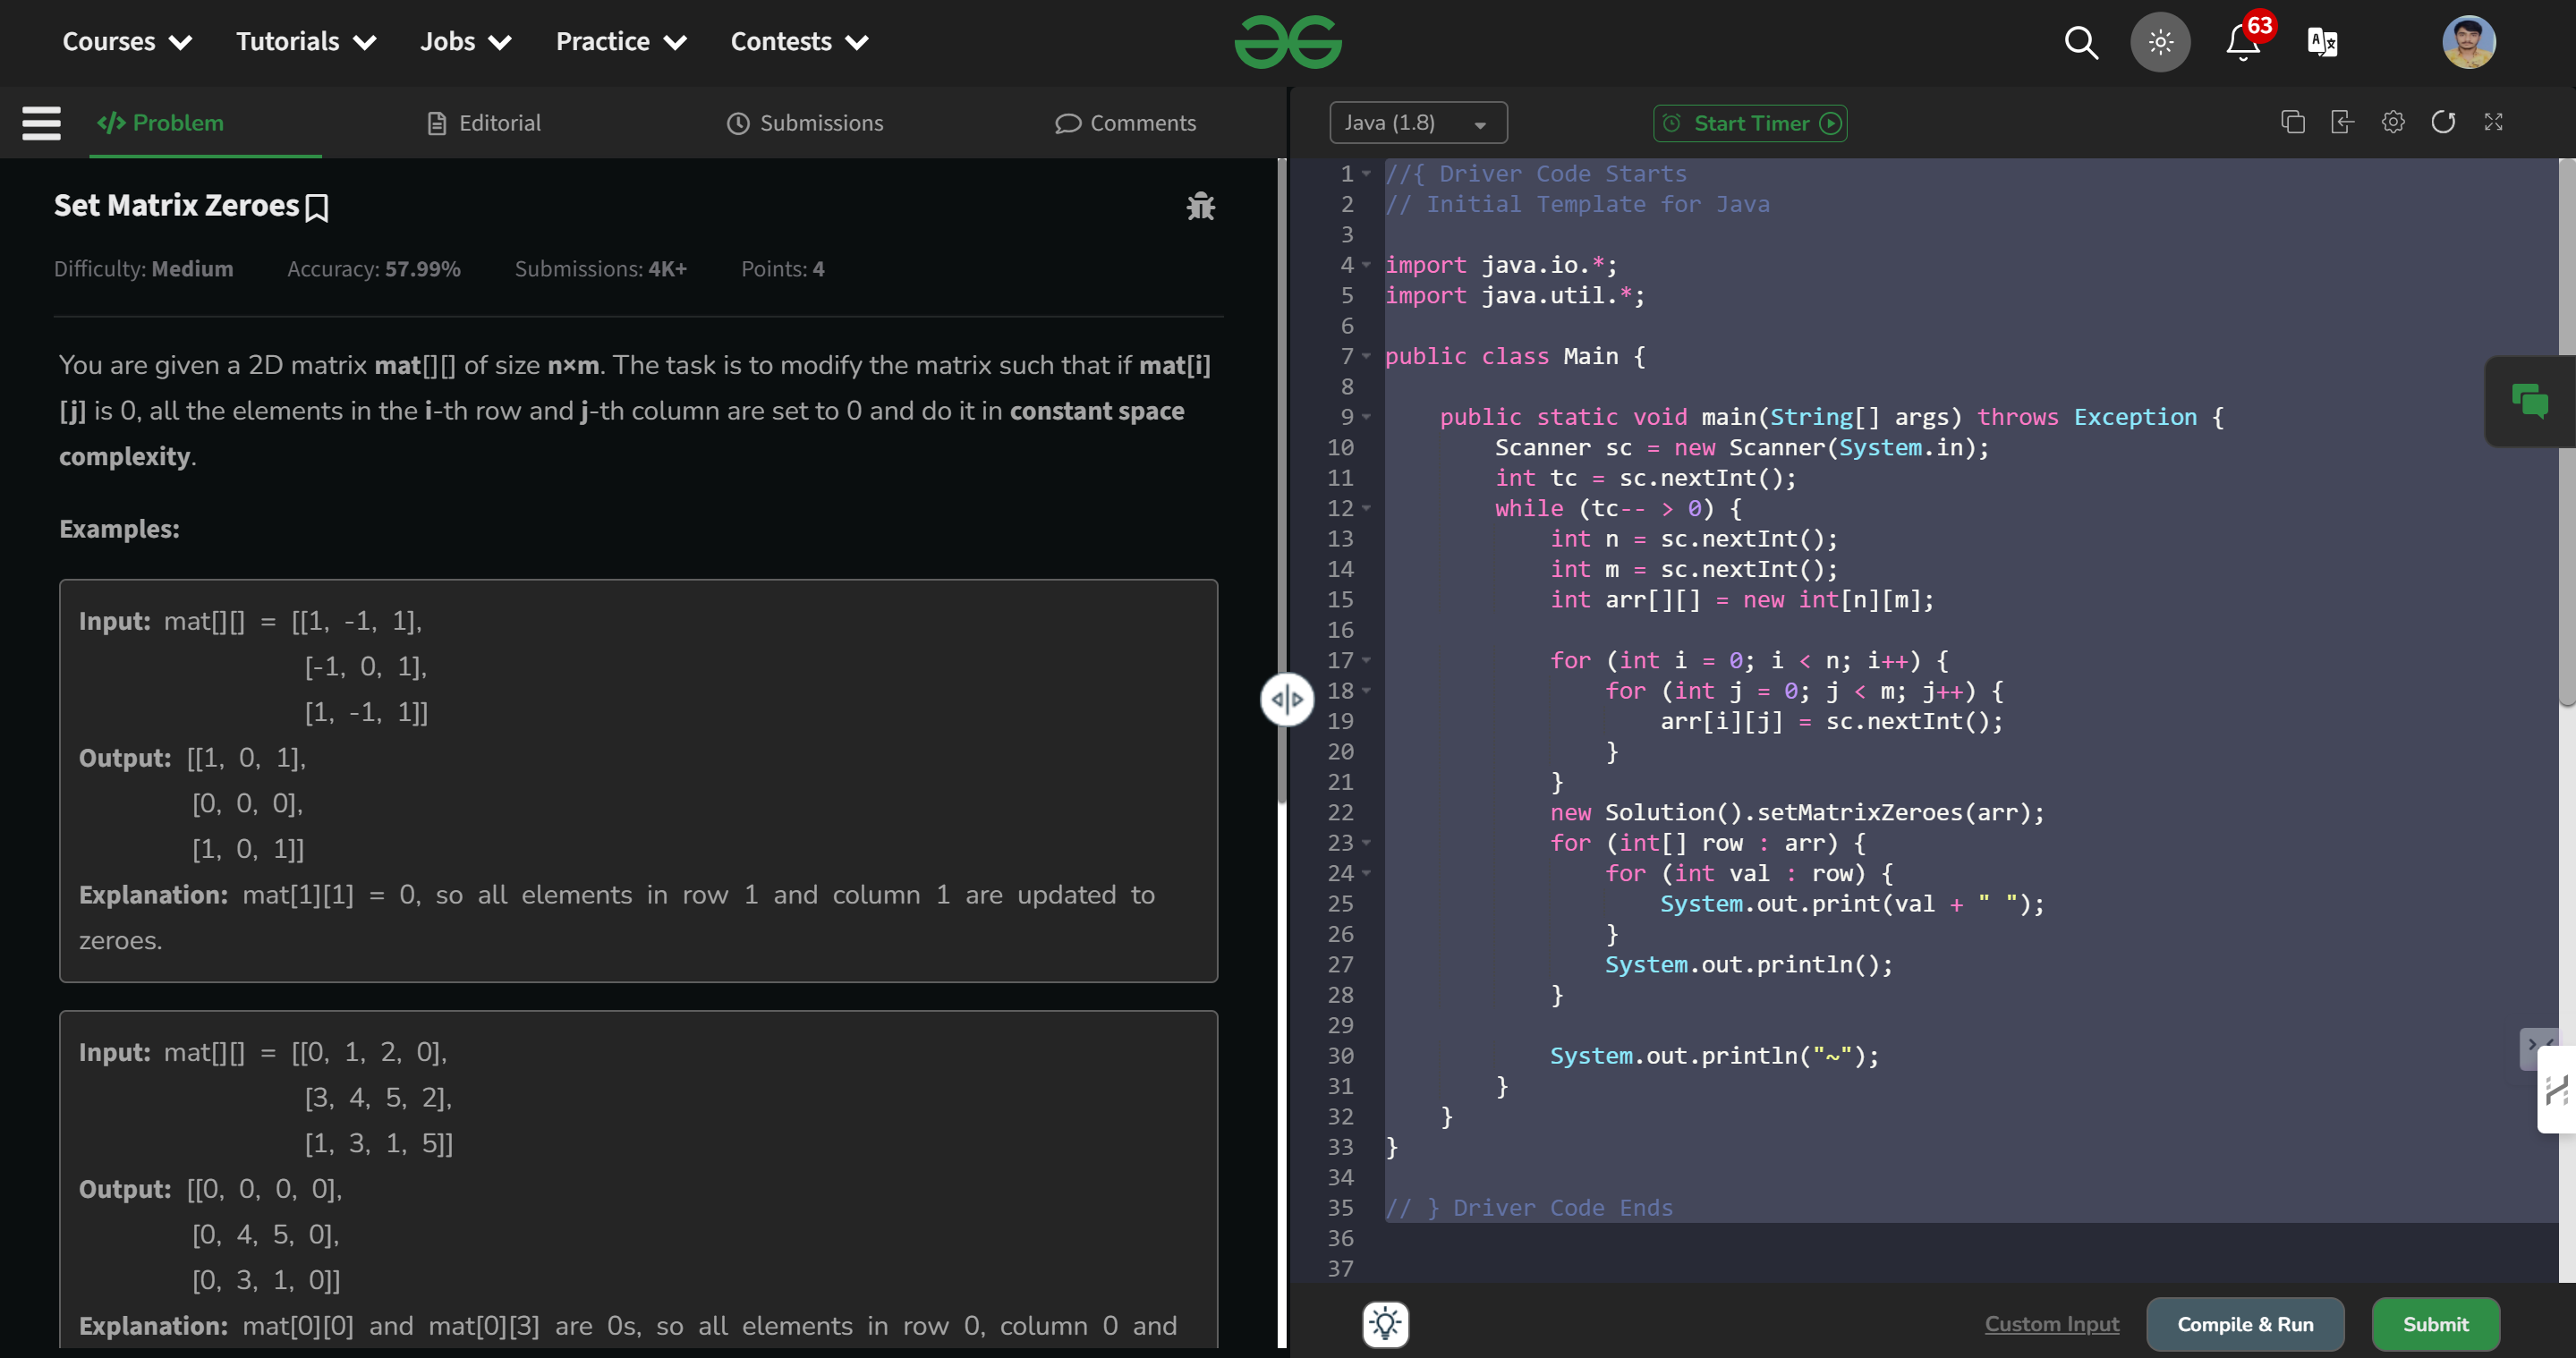 Courses Tutorials Jobs Practice Contests 63
Problem Editorial Submissions Comments
Set Matrix Zeroes
Difficulty: Medium Accuracy: 57.99% Submissions: 4K+ Points: 4
You are given a 2D matrix mat[][] of size n×m. The task is to modify the matrix such that if mat[i]
[j] is 0, all the elements in the i-th row and j-th column are set to 0 and do it in constant space
complexity.
Examples:
Input: mat[][] = [[1, -1, 1],
[-1, 0, 1],
[1, -1, 1]]
Output: [[1, 0, 1],
[0, 0, 0],
[1, 0, 1]]
Explanation: mat[1][1] = 0, so all elements in row 1 and column 1 are updated to
zeroes.
Input: mat[][] = [[0, 1, 2, 0],
[3, 4, 5, 2],
[1, 3, 1, 5]]
Output: [[0, 0, 0, 0],
[0, 4, 5, 0],
[0, 3, 1, 0]]
Explanation: mat[0][0] and mat[0][3] are 0s, so all elements in row 0, column 0 and
Java (1.8) Start Timer
1 //{ Driver Code Starts
2 // Initial Template for Java
3
4 import java.io.*;
5 import java.util.*;
6
7 public class Main {
8
9 public static void main(String[] args) throws Exception {
10 Scanner sc = new Scanner(System.in);
11 int tc = sc.nextInt();
12 while (tc-- > 0) {
13 int n = sc.nextInt();
14 int m = sc.nextInt();
15 int arr[][] = new int[n][m];
16
17 for (int i = 0; i < n; i++) {
18 for (int j = 0; j < m; j++) {
19 arr[i][j] = sc.nextInt();
20 }
21 }
22 new Solution().setMatrixZeroes(arr);
23 for (int[] row : arr) {
24 for (int val : row) {
25 System.out.print(val + " ");
26 }
27 System.out.println();
28 }
29
30 System.out.println("~");
31 }
32 }
33 }
34
35 // } Driver Code Ends
36
37
Custom Input Compile & Run Submit